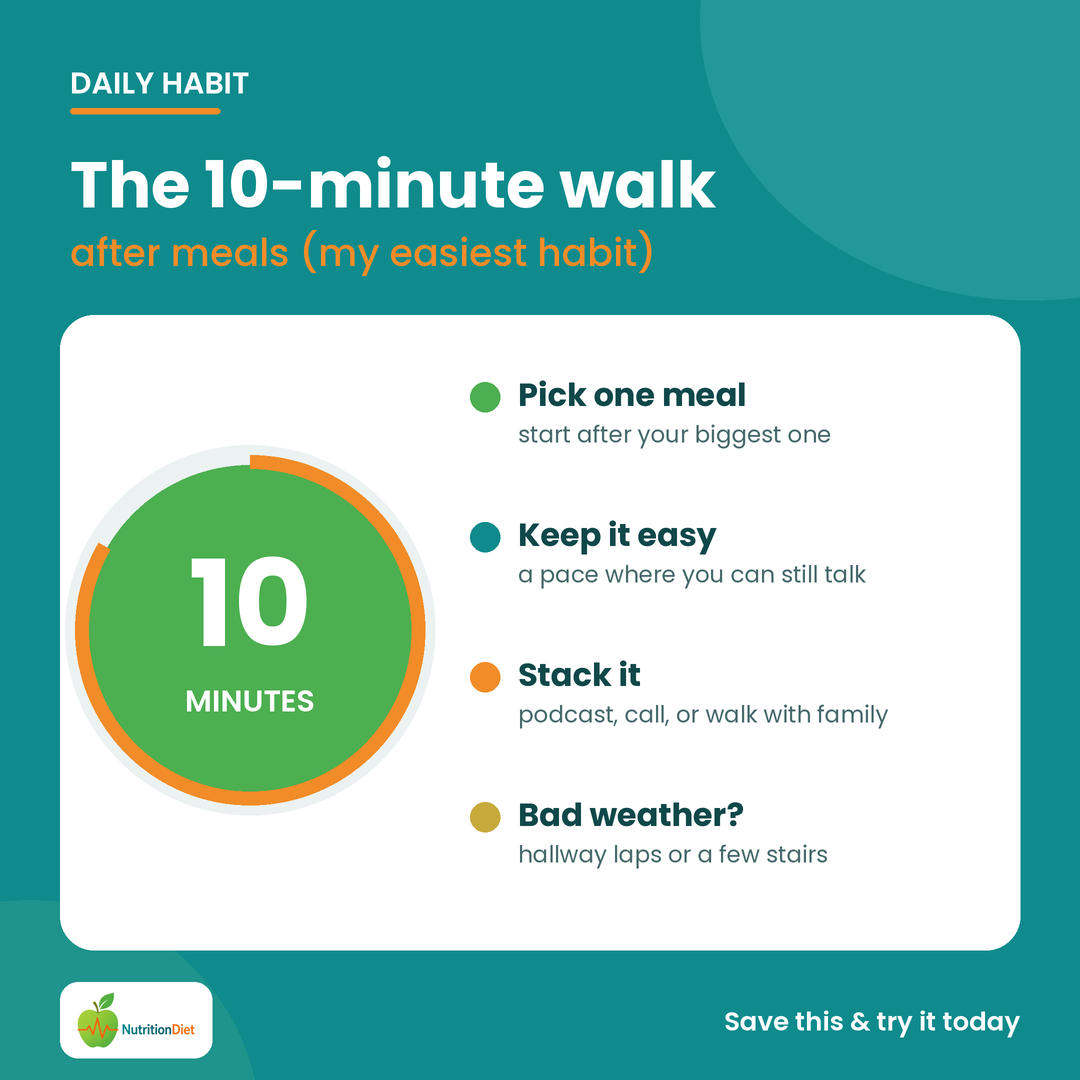 DAILY HABIT
The 10-minute walk
after meals (my easiest habit)
10
MINUTES
Pick one meal
start after your biggest one
Keep it easy
a pace where you can still talk
Stack it
podcast, call, or walk with family
Bad weather?
hallway laps or a few stairs
NutritionDiet
Save this & try it today